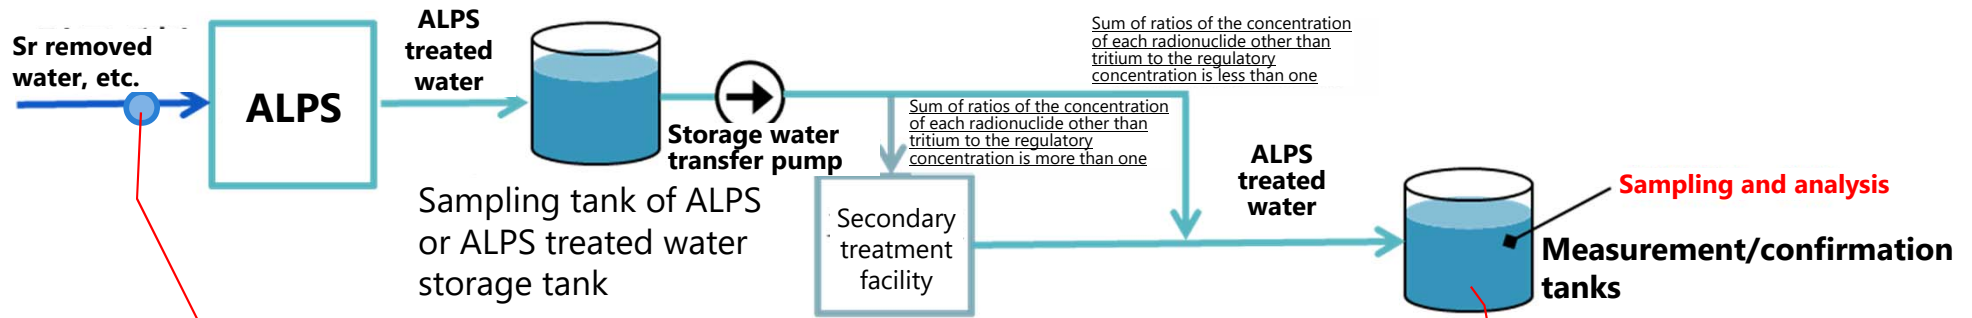 Sr removed
water, etc.
ALPS
ALPS
treated
water
Storage water
transfer pump
Sampling tank of ALPS
or ALPS treated water
storage tank
Sum of ratios of the concentration
of each radionuclide other than
tritium to the regulatory
concentration is less than one
Sum of ratios of the concentration
of each radionuclide other than
tritium to the regulatory
concentration is more than one
Secondary
treatment
facility
ALPS
treated
water
Sampling and analysis
Measurement/confirmation
tanks